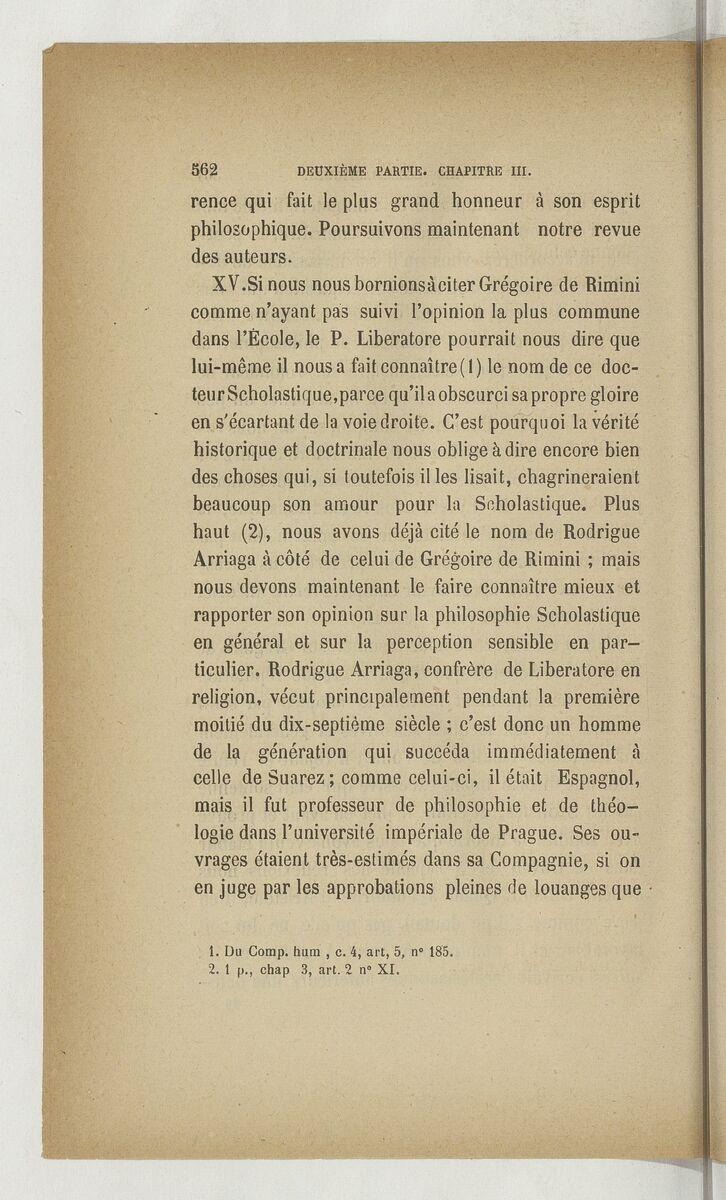 562 DEUXIÈME PARTIE. CHAPITRE III.
rence qui fait le plus grand honneur à son esprit
philosophique. Poursuivons maintenant notre revue
des auteurs.
XV. Si nous nous bornions à citer Grégoire de Rimini
comme n'ayant pas suivi l'opinion la plus commune
dans l'École, le P. Liberatore pourrait nous dire que
lui-même il nous a fait connaître (1) le nom de ce doc-
teur Scholastique, parce qu'il a obscurci sa propre gloire
en s'écartant de la voie droite. C'est pourquoi la vérité
historique et doctrinale nous oblige à dire encore bien
des choses qui, si toutefois il les lisait, chagrineraient
beaucoup son amour pour la Scholastique. Plus
haut (2), nous avons déjà cité le nom de Rodrigue
Arriaga à côté de celui de Grégoire de Rimini ; mais
nous devons maintenant le faire connaître mieux et
rapporter son opinion sur la philosophie Scholastique
en général et sur la perception sensible en par-
ticulier. Rodrigue Arriaga, confrère de Liberatore en
religion, vécut principalement pendant la première
moitié du dix-septième siècle ; c'est donc un homme
de la génération qui succéda immédiatement à
celle de Suarez ; comme celui-ci, il était Espagnol,
mais il fut professeur de philosophie et de théo-
logie dans l'université impériale de Prague. Ses ou-
vrages étaient très-estimés dans sa Compagnie, si on
en juge par les approbations pleines de louanges que
1. Du Comp. hum , c. 4, art, 5, n° 185.
2. 1 p., chap 3, art. 2 n° XI.